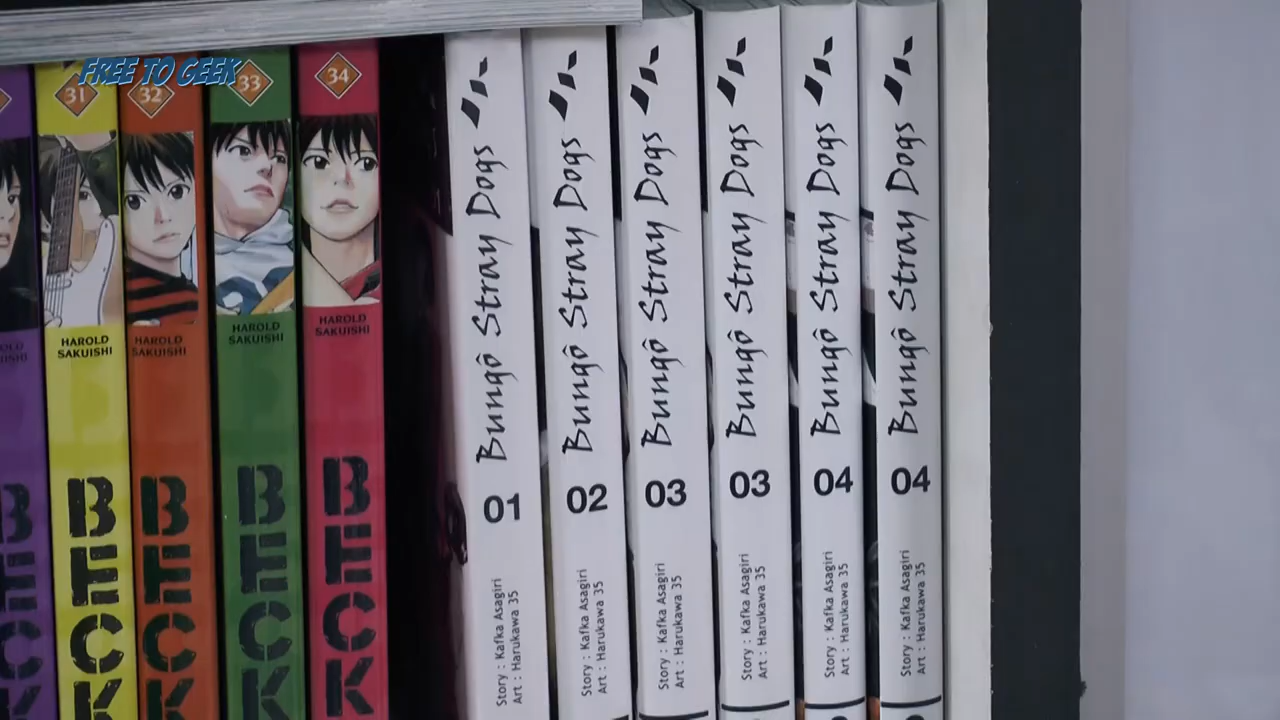 FREE TO GEEK
31
HAROLD
SAKUISHI
BECK
32
HAROLD
SAKUISHI
BECK
33
HAROLD
SAKUISHI
BECK
34
HAROLD
SAKUISHI
BECK
Bungô Stray Dogs
01
Story : Kafka Asagiri
Art : Harukawa 35
Bungô Stray Dogs
02
Story : Kafka Asagiri
Art : Harukawa 35
Bungô Stray Dogs
03
Story : Kafka Asagiri
Art : Harukawa 35
Bungô Stray Dogs
03
Story : Kafka Asagiri
Art : Harukawa 35
Bungô Stray Dogs
04
Story : Kafka Asagiri
Art : Harukawa 35
Bungô Stray Dogs
04
Story : Kafka Asagiri
Art : Harukawa 35